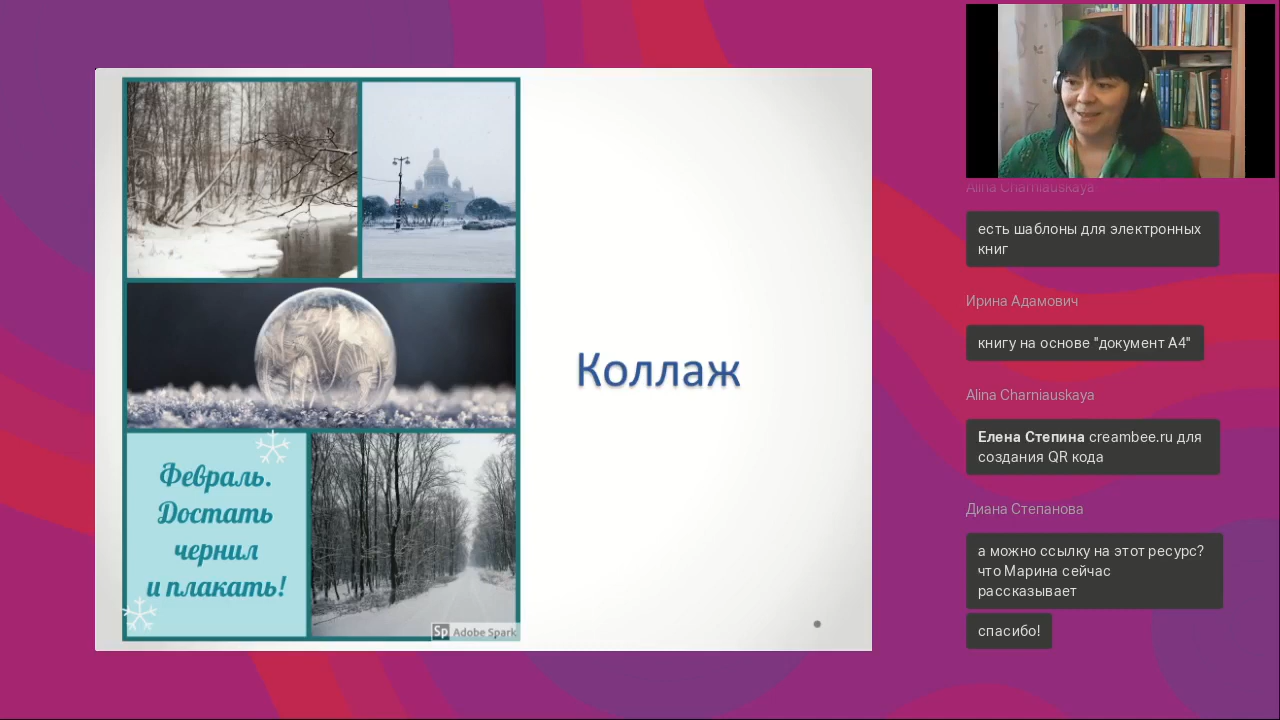 Февраль.
Достать
чернил
и плакать!
Sp Adobe Spark
Коллаж
Alina Charniauskaya
есть шаблоны для электронных
книг
Ирина Адамович
книгу на основе "документ А4"
Alina Charniauskaya
Елена Степина creambee.ru для
создания QR кода
Диана Степанова
а можно ссылку на этот ресурс?
что Марина сейчас
рассказывает
спасибо!